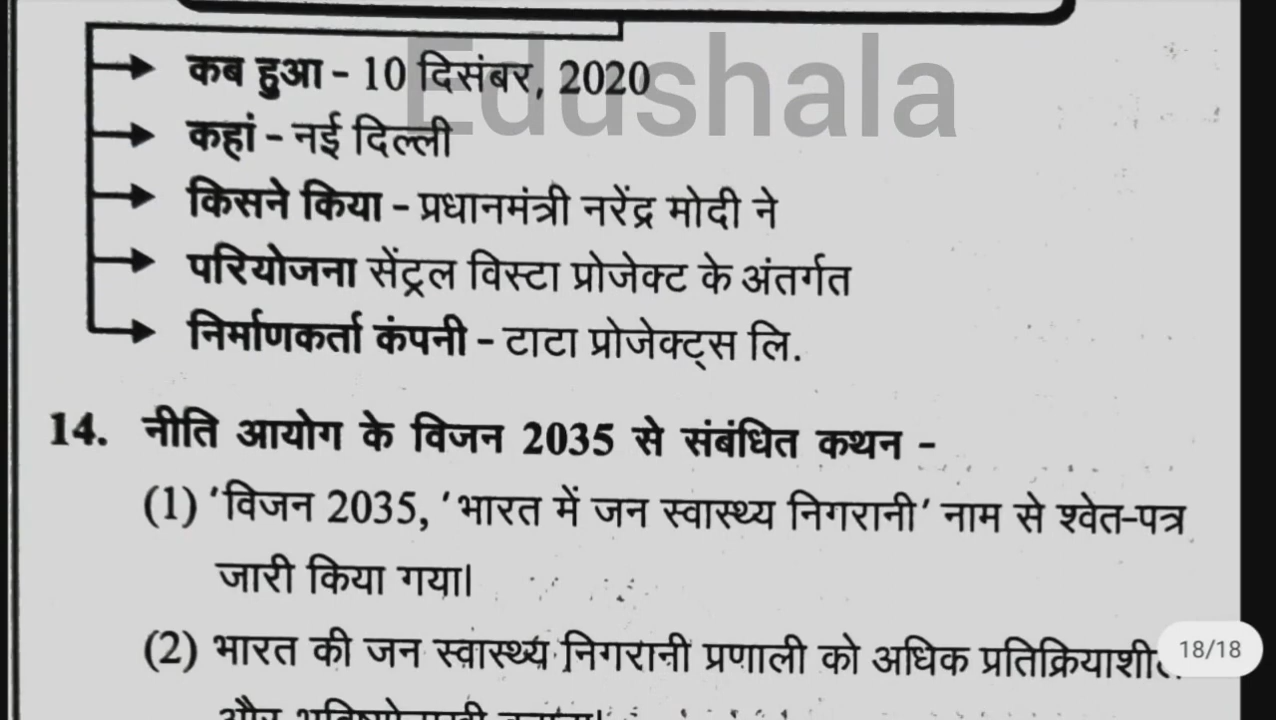 Edushala
कब हुआ - 10 दिसंबर, 2020
कहां - नई दिल्ली
किसने किया - प्रधानमंत्री नरेंद्र मोदी ने
परियोजना सेंट्रल विस्टा प्रोजेक्ट के अंतर्गत
निर्माणकर्ता कंपनी - टाटा प्रोजेक्ट्स लि.
14. नीति आयोग के विजन 2035 से संबंधित कथन -
(1) 'विजन 2035, 'भारत में जन स्वास्थ्य निगरानी' नाम से श्वेत-पत्र
जारी किया गया।
(2) भारत की जन स्वास्थ्य निगरानी प्रणाली को अधिक
18/18
और